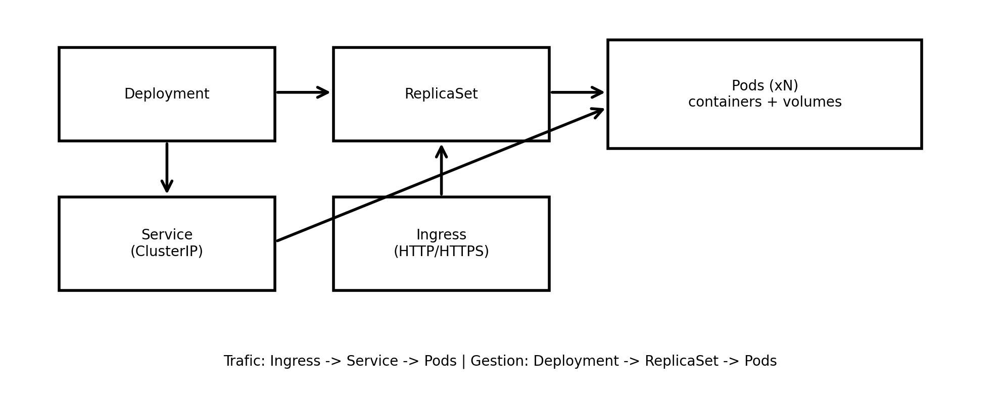 Deployment
ReplicaSet
Pods (xN)
containers + volumes
Service
(ClusterIP)
Ingress
(HTTP/HTTPS)
Trafic: Ingress -> Service -> Pods | Gestion: Deployment -> ReplicaSet -> Pods